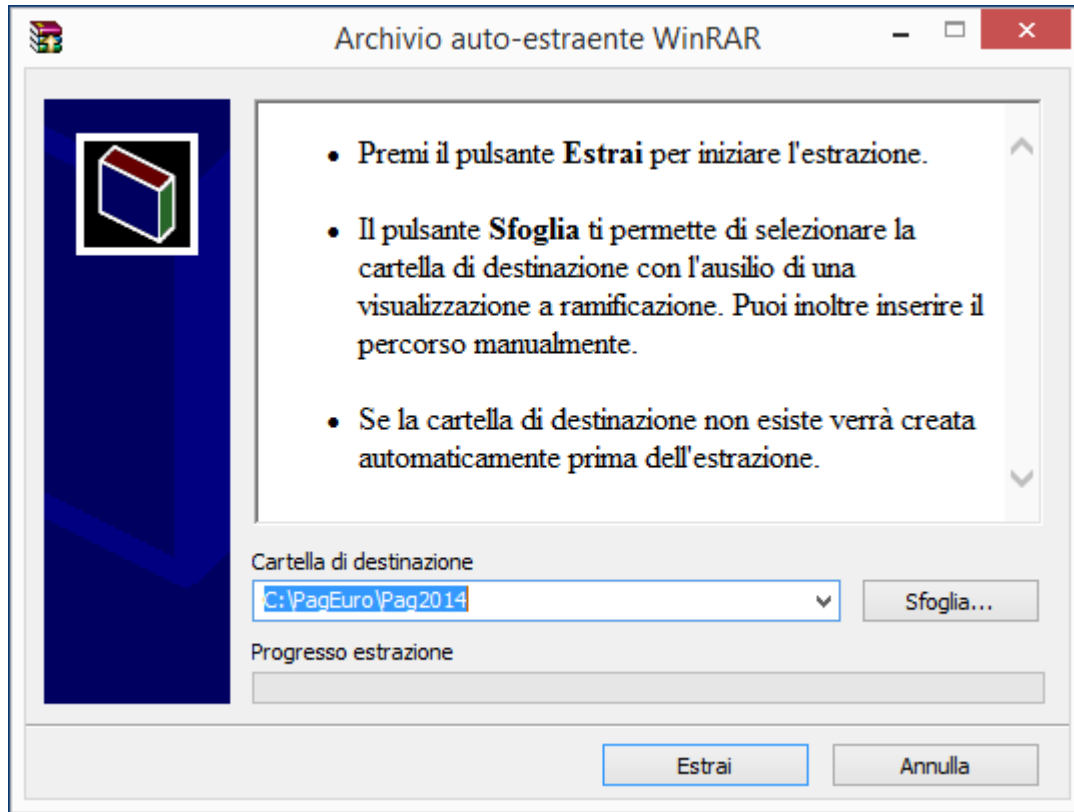 Archivio auto-estraente WinRAR
• Premi il pulsante Estrai per iniziare l'estrazione.
• Il pulsante Sfoglia ti permette di selezionare la
cartella di destinazione con l'ausilio di una
visualizzazione a ramificazione. Puoi inoltre inserire il
percorso manualmente.
• Se la cartella di destinazione non esiste verrà creata
automaticamente prima dell'estrazione.
Cartella di destinazione
C:\PagEuro\Pag2014
Sfoglia...
Progresso estrazione
Estrai
Annulla